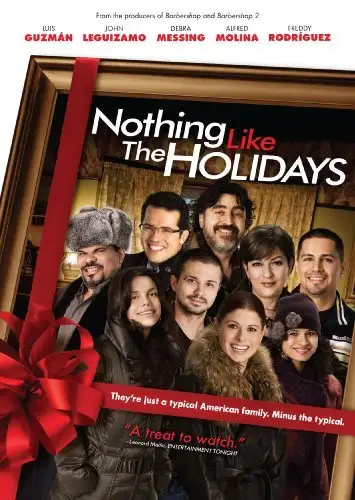 From the producers of Barbershop and Barbershop 2
LUIS GUZMÁN
JOHN LEGUIZAMO
DEBRA MESSING
ALFRED MOLINA
FREDDY RODRÍGUEZ
Nothing Like
The HOLIDAYS
They're just a typical American family. Minus the typical.
"A treat to watch."
–Leonard Maltin, ENTERTAINMENT TONIGHT